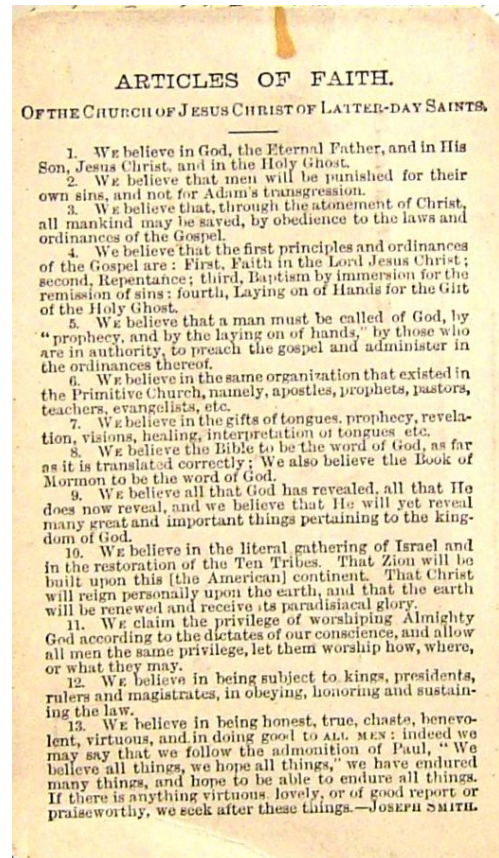 ARTICLES OF FAITH.
OF THE CHURCH OF JESUS CHRIST OF LATTER-DAY SAINTS.
1. WE believe in God, the Eternal Father, and in His
Son, Jesus Christ, and in the Holy Ghost.
2. WE believe that men will be punished for their
own sins, and not for Adam's transgression.
3. WE believe that, through the atonement of Christ,
all mankind may be saved, by obedience to the laws and
ordinances of the Gospel.
4. We believe that the first principles and ordinances
of the Gospel are: First, Faith in the Lord Jesus Christ;
second, Repentance; third, Baptism by immersion for the
remission of sins: fourth, Laying on of Hands for the Gift
of the Holy Ghost.
5. WE believe that a man must be called of God, by
"prophecy, and by the laying on of hands," by those who
are in authority, to preach the gospel and administer in
the ordinances thereof.
6. WE believe in the same organization that existed in
the Primitive Church, namely, apostles, prophets, pastors,
teachers, evangelists, etc.
7. WE believe in the gifts of tongues. prophecy, revela-
tion, visions, healing, interpretation of tongues etc.
8. WE believe the Bible to be the word of God, as far
as it is translated correctly; We also believe the Book of
Mormon to be the word of God.
9. WE believe all that God has revealed, all that He
does now reveal, and we believe that He will yet reveal
many great and important things pertaining to the king-
dom of God.
10. WE believe in the literal gathering of Israel and
in the restoration of the Ten Tribes. That Zion will be
built upon this [the American] continent. That Christ
will reign personally upon the earth, and that the earth
will be renewed and receive its paradisiacal glory.
11. WE claim the privilege of worshiping Almighty
God according to the dictates of our conscience, and allow
all men the same privilege, let them worship how, where,
or what they may.
12. WE believe in being subject to kings, presidents,
rulers and magistrates, in obeying, honoring and sustain-
ing the law.
13. WE believe in being honest, true, chaste, benevo-
lent, virtuous, and in doing good to ALL MEN: indeed we
may say that we follow the admonition of Paul, "We
believe all things, we hope all things," we have endured
many things, and hope to be able to endure all things.
If there is anything virtuous. lovely, or of good report or
praiseworthy, we seek after these things.—JOSEPH SMITH.